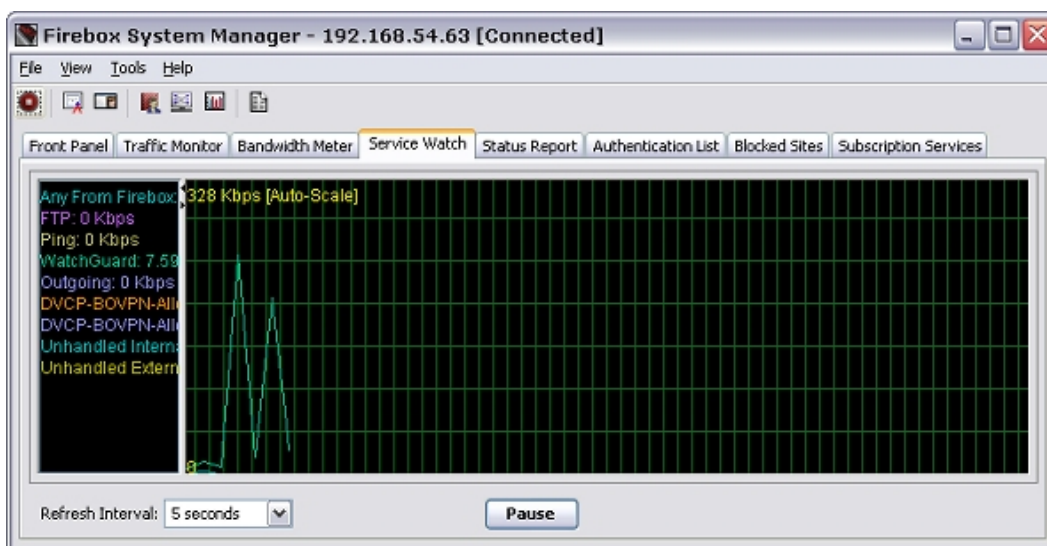 Firebox System Manager - 192.168.54.63 [Connected]
File View Tools Help
Front Panel Traffic Monitor Bandwidth Meter Service Watch Status Report Authentication List Blocked Sites Subscription Services
Any From Firebox:
328 Kbps [Auto-Scale]
FTP: 0 Kbps
Ping: 0 Kbps
WatchGuard: 7.59
Outgoing: 0 Kbps
DVCP-BOVPN-All
DVCP-BOVPN-All
Unhandled Intern
Unhandled Extern
0
Refresh Interval: 5 seconds Pause